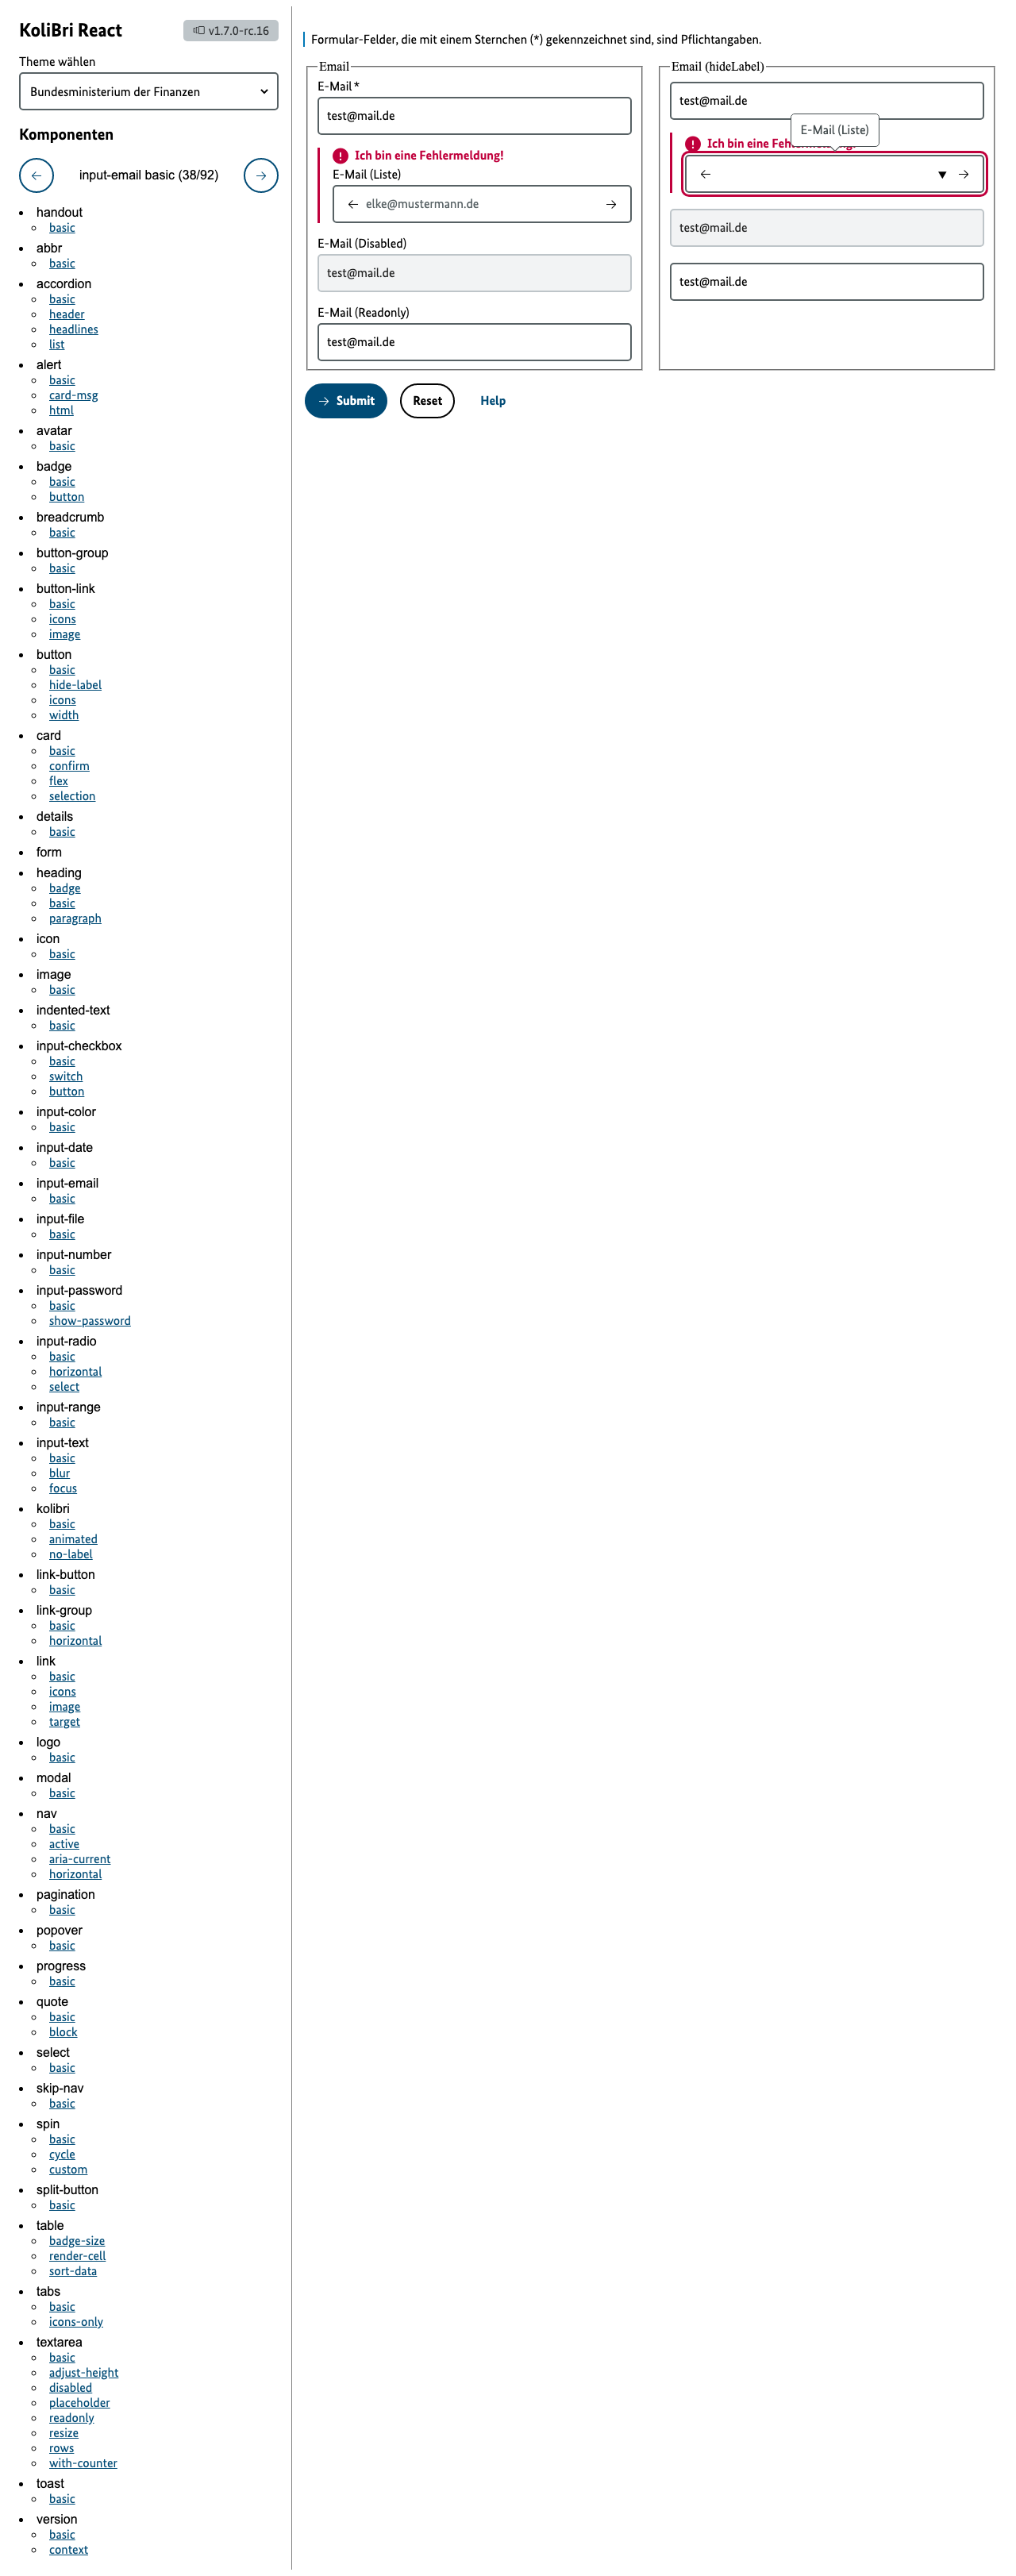 KoliBri React
v1.7.0-rc.16
Theme wählen
Bundesministerium der Finanzen
Komponenten
input-email basic (38/92)
handout
basic
abbr
basic
accordion
basic
header
headlines
list
alert
basic
card-msg
html
avatar
basic
badge
basic
button
breadcrumb
basic
button-group
basic
button-link
basic
icons
image
button
basic
hide-label
icons
width
card
basic
confirm
flex
selection
details
basic
form
heading
badge
basic
paragraph
icon
basic
image
basic
indented-text
basic
input-checkbox
basic
switch
button
input-color
basic
input-date
basic
input-email
basic
input-file
basic
input-number
basic
input-password
basic
show-password
input-radio
basic
horizontal
select
input-range
basic
input-text
basic
blur
focus
kolibri
basic
animated
no-label
link-button
basic
link-group
basic
horizontal
link
basic
icons
image
target
logo
basic
modal
basic
nav
basic
active
aria-current
horizontal
pagination
basic
popover
basic
progress
basic
quote
basic
block
select
basic
skip-nav
basic
spin
basic
cycle
custom
split-button
basic
table
badge-size
render-cell
sort-data
tabs
basic
icons-only
textarea
basic
adjust-height
disabled
placeholder
readonly
resize
rows
with-counter
toast
basic
version
basic
context
Formular-Felder, die mit einem Sternchen (*) gekennzeichnet sind, sind Pflichtangaben.
Email
E-Mail *
test@mail.de
Ich bin eine Fehlermeldung!
E-Mail (Liste)
elke@mustermann.de
E-Mail (Disabled)
test@mail.de
E-Mail (Readonly)
test@mail.de
Email (hideLabel)
test@mail.de
E-Mail (Liste)
Ich bin eine
test@mail.de
test@mail.de
Submit
Reset
Help